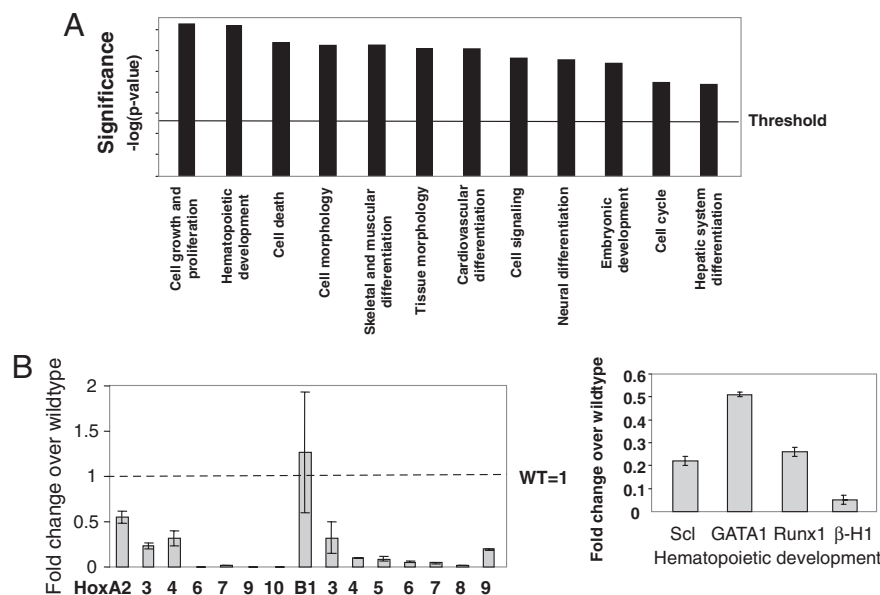 A
Significance
-log(p-value)
Threshold
Cell growth and
proliferation
Hematopoietic
development
Cell death
Cell morphology
Skeletal and muscular
differentiation
Tissue morphology
Cardiovascular
differentiation
Cell signaling
Neural differentiation
Embryonic
development
Cell cycle
Hepatic system
differentiation
B
Fold change over wildtype
2
1.5
1
0.5
0
WT=1
HoxA2 3 4 6 7 9 10 B1 3 4 5 6 7 8 9
Fold change over wildtype
0.6
0.5
0.4
0.3
0.2
0.1
0
Scl GATA1 Runx1 β-H1
Hematopoietic development